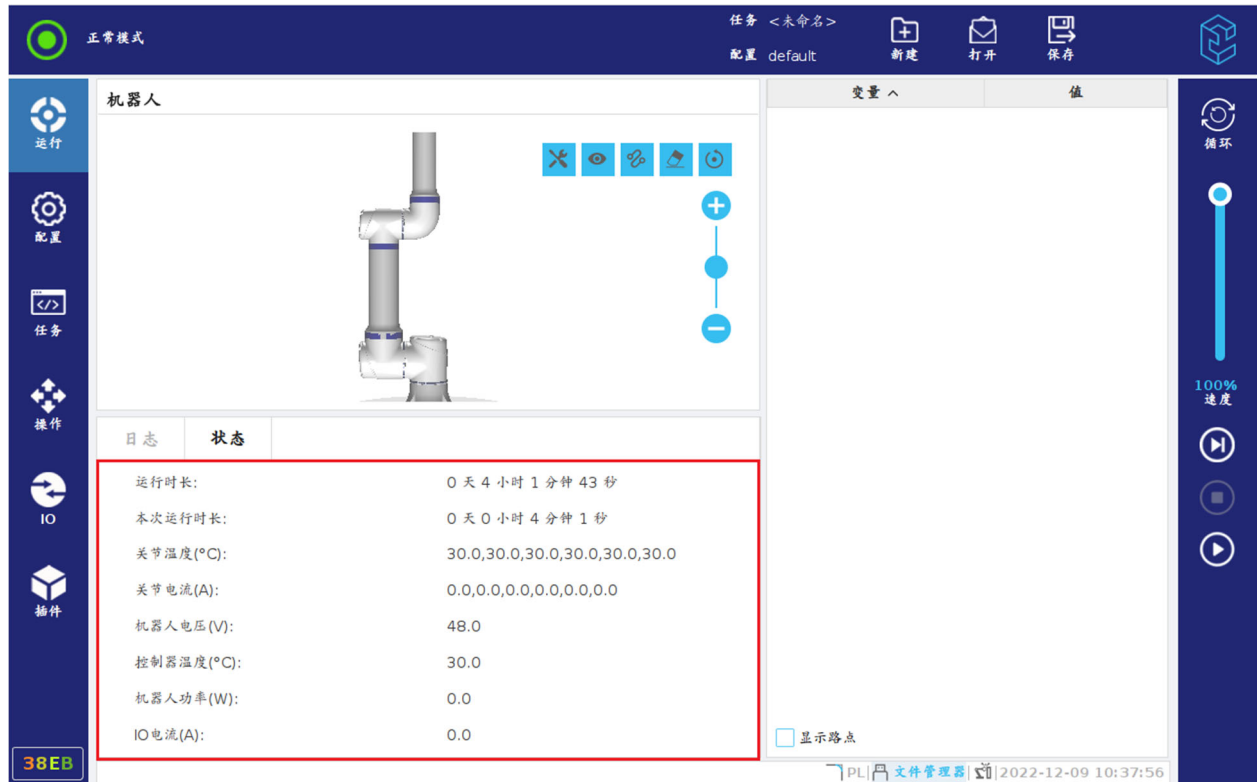 正常模式
任务 <未命名>
配置 default
新建
打开
保存
运行
配置
任务
操作
IO
插件
38EB
机器人
日志
状态
运行时长: 0 天 4 小时 1 分钟 43 秒
本次运行时长: 0 天 0 小时 4 分钟 1 秒
关节温度(°C): 30.0,30.0,30.0,30.0,30.0,30.0
关节电流(A): 0.0,0.0,0.0,0.0,0.0,0.0
机器人电压(V): 48.0
控制器温度(°C): 30.0
机器人功率(W): 0.0
IO电流(A): 0.0
变量 值
显示路点
PL 文件管理器 2022-12-09 10:37:56
循环
100%
速度